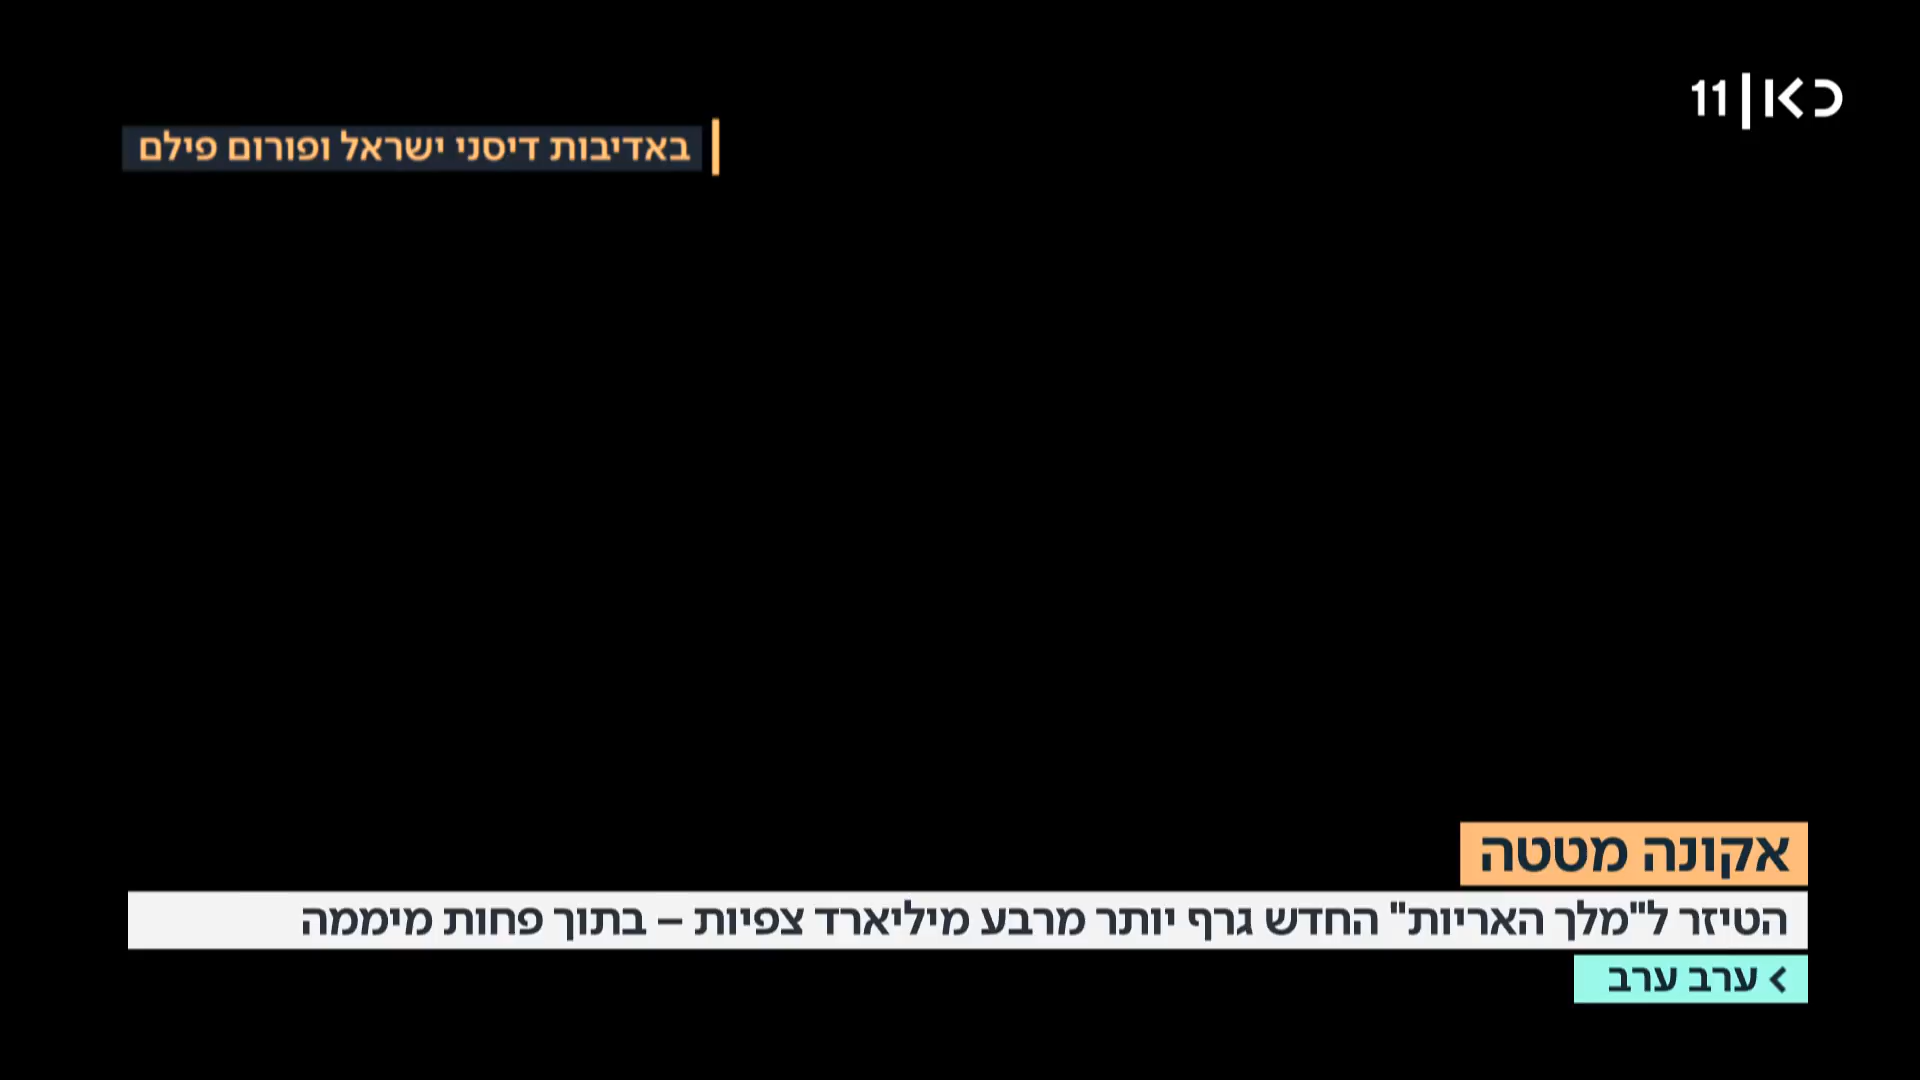 כאן 11
באדיבות דיסני ישראל ופורום פילם
אקונה מטטה
הטיזר ל"מלך האריות" החדש גרף יותר מרבע מיליארד צפיות – בתוך פחות מיממה
ערב ערב